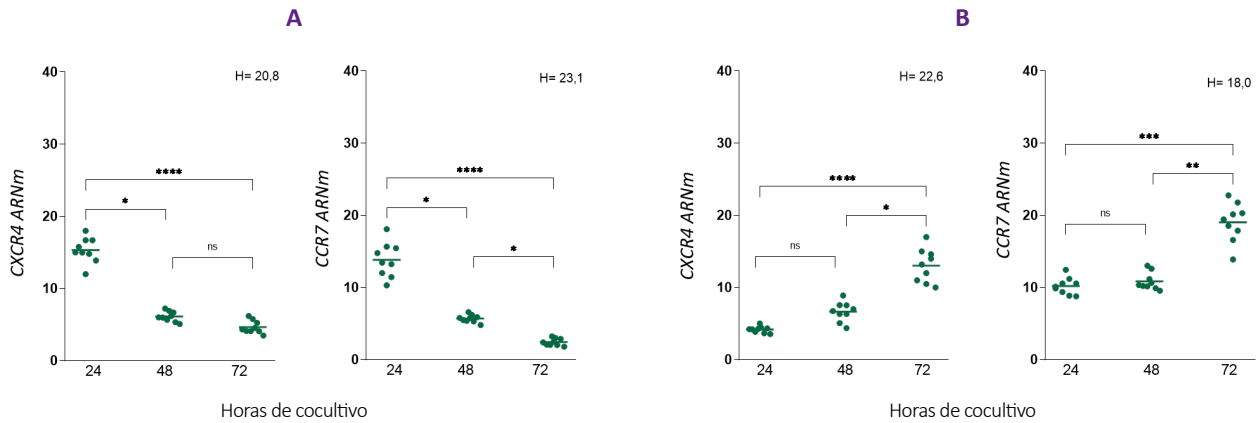 A
CXCR4 ARNm
40
30
20
10
0
H= 20,8
****
*
ns
24 48 72
CCR7 ARNm
40
30
20
10
0
H= 23,1
****
*
*
24 48 72
Horas de cocultivo
B
CXCR4 ARNm
40
30
20
10
0
H= 22,6
****
*
ns
24 48 72
CCR7 ARNm
40
30
20
10
0
H= 18,0
***
**
ns
24 48 72
Horas de cocultivo